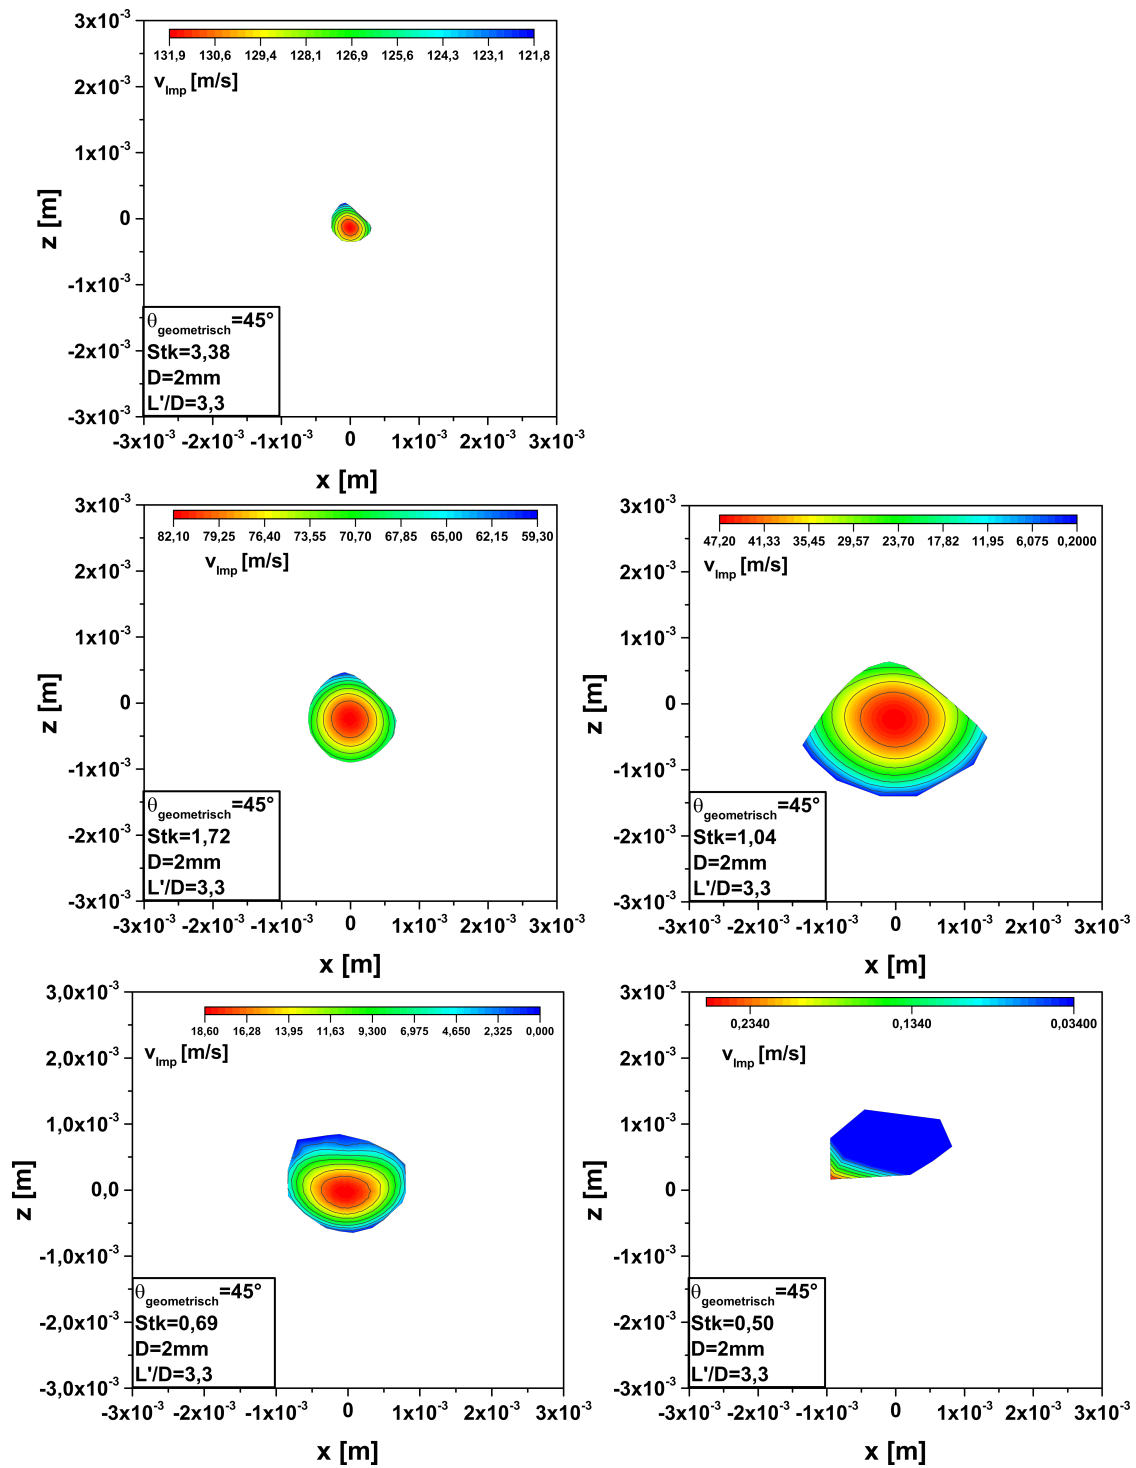 3x10⁻³
131,9 130,6 129,4 128,1 126,9 125,6 124,3 123,1 121,8
v_Imp [m/s]
2x10⁻³
1x10⁻³
0
-1x10⁻³
-2x10⁻³
-3x10⁻³
z [m]
θ_geometrisch=45°
Stk=3,38
D=2mm
L'/D=3,3
-3x10⁻³ -2x10⁻³ -1x10⁻³ 0 1x10⁻³ 2x10⁻³ 3x10⁻³
x [m]
3x10⁻³
82,10 79,25 76,40 73,55 70,70 67,85 65,00 62,15 59,30
v_Imp [m/s]
2x10⁻³
1x10⁻³
0
-1x10⁻³
-2x10⁻³
-3x10⁻³
z [m]
θ_geometrisch=45°
Stk=1,72
D=2mm
L'/D=3,3
-3x10⁻³ -2x10⁻³ -1x10⁻³ 0 1x10⁻³ 2x10⁻³ 3x10⁻³
x [m]
3x10⁻³
47,20 41,33 35,45 29,57 23,70 17,82 11,95 6,075 0,2000
v_Imp [m/s]
2x10⁻³
1x10⁻³
0
-1x10⁻³
-2x10⁻³
-3x10⁻³
z [m]
θ_geometrisch=45°
Stk=1,04
D=2mm
L'/D=3,3
-3x10⁻³ -2x10⁻³ -1x10⁻³ 0 1x10⁻³ 2x10⁻³ 3x10⁻³
x [m]
3,0x10⁻³
18,60 16,28 13,95 11,63 9,300 6,975 4,650 2,325 0,000
v_Imp [m/s]
2,0x10⁻³
1,0x10⁻³
0,0
-1,0x10⁻³
-2,0x10⁻³
-3,0x10⁻³
z [m]
θ_geometrisch=45°
Stk=0,69
D=2mm
L'/D=3,3
-3x10⁻³ -2x10⁻³ -1x10⁻³ 0 1x10⁻³ 2x10⁻³ 3x10⁻³
x [m]
3x10⁻³
0,2340 0,1340 0,03400
v_Imp [m/s]
2x10⁻³
1x10⁻³
0
-1x10⁻³
-2x10⁻³
-3x10⁻³
z [m]
θ_geometrisch=45°
Stk=0,50
D=2mm
L'/D=3,3
-3x10⁻³ -2x10⁻³ -1x10⁻³ 0 1x10⁻³ 2x10⁻³ 3x10⁻³
x [m]